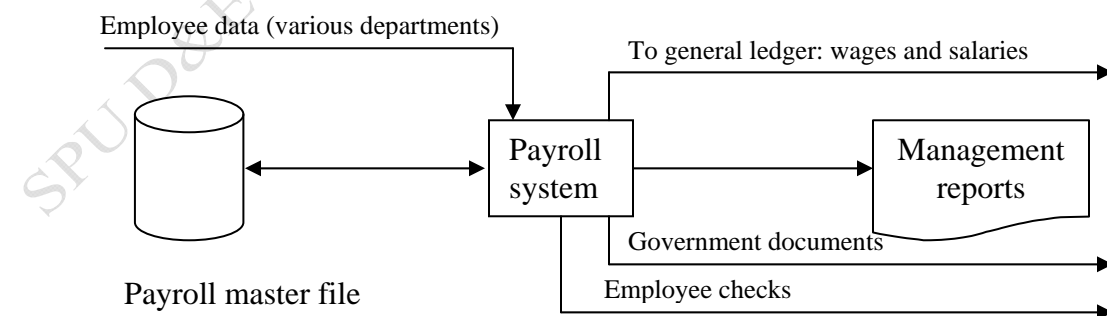 Employee data (various departments)
To general ledger: wages and salaries
Payroll
system
Management
reports
Government documents
Employee checks
Payroll master file
SPU D&E